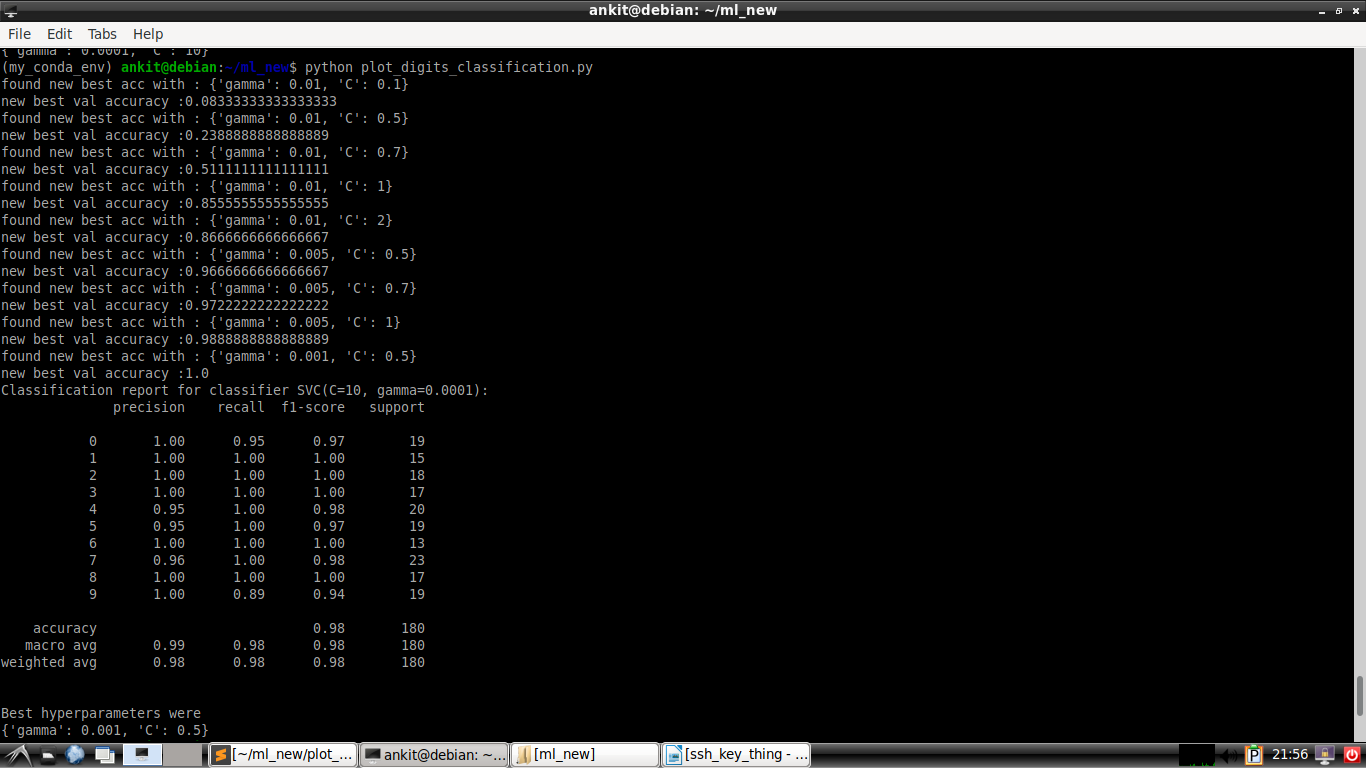 ankit@debian: ~/ml_new
File Edit Tabs Help
{'gamma': 0.0001, 'C': 10}
(my_conda_env) ankit@debian:~/ml_new$ python plot_digits_classification.py
found new best acc with : {'gamma': 0.01, 'C': 0.1}
new best val accuracy :0.08333333333333333
found new best acc with : {'gamma': 0.01, 'C': 0.5}
new best val accuracy :0.2388888888888889
found new best acc with : {'gamma': 0.01, 'C': 0.7}
new best val accuracy :0.5111111111111111
found new best acc with : {'gamma': 0.01, 'C': 1}
new best val accuracy :0.8555555555555555
found new best acc with : {'gamma': 0.01, 'C': 2}
new best val accuracy :0.8666666666666667
found new best acc with : {'gamma': 0.005, 'C': 0.5}
new best val accuracy :0.9666666666666667
found new best acc with : {'gamma': 0.005, 'C': 0.7}
new best val accuracy :0.9722222222222222
found new best acc with : {'gamma': 0.005, 'C': 1}
new best val accuracy :0.9888888888888889
found new best acc with : {'gamma': 0.001, 'C': 0.5}
new best val accuracy :1.0
Classification report for classifier SVC(C=10, gamma=0.0001):
precision recall f1-score support
0 1.00 0.95 0.97 19
1 1.00 1.00 1.00 15
2 1.00 1.00 1.00 18
3 1.00 1.00 1.00 17
4 0.95 1.00 0.98 20
5 0.95 1.00 0.97 19
6 1.00 1.00 1.00 13
7 0.96 1.00 0.98 23
8 1.00 1.00 1.00 17
9 1.00 0.89 0.94 19
accuracy 0.98 180
macro avg 0.99 0.98 0.98 180
weighted avg 0.98 0.98 0.98 180
Best hyperparameters were
{'gamma': 0.001, 'C': 0.5}
[~/ml_new/plot_... ankit@debian: ~... [ml_new] [ssh_key_thing - ... P 21:56